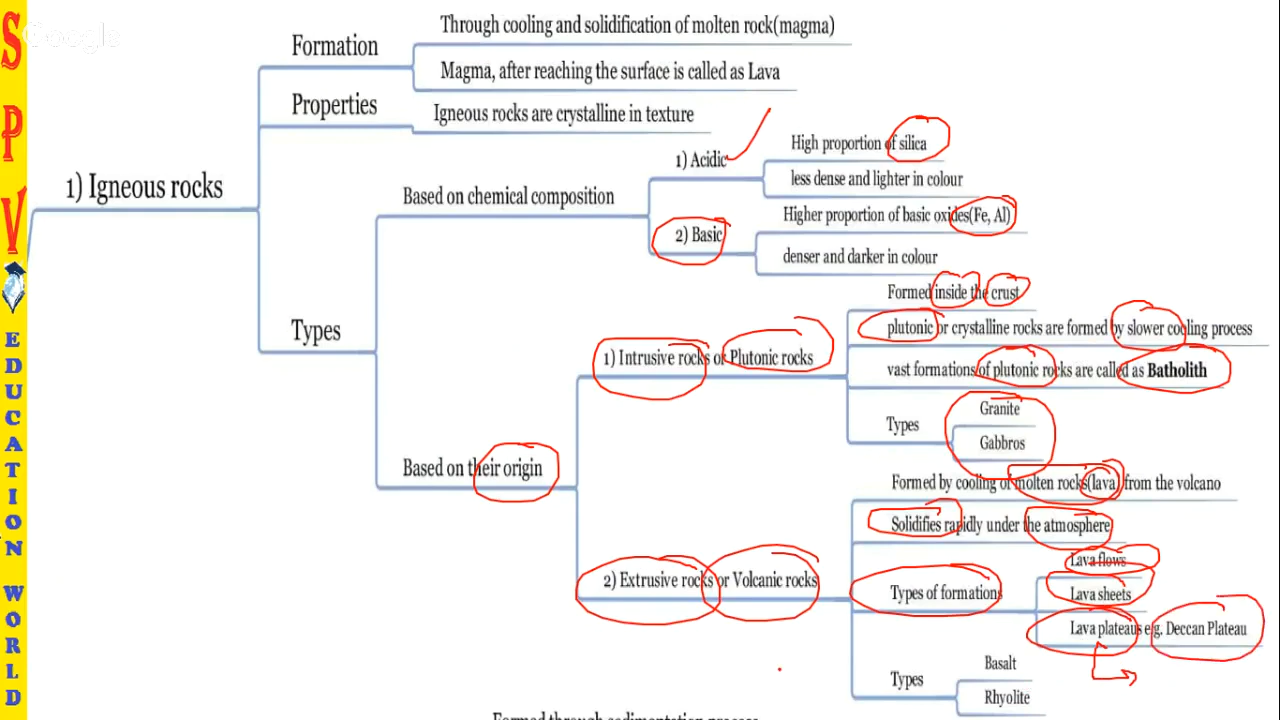 SPV
EDUCATION WORLD
Google
1) Igneous rocks
Formation
Through cooling and solidification of molten rock(magma)
Magma, after reaching the surface is called as Lava
Properties
Igneous rocks are crystalline in texture
Types
Based on chemical composition
1) Acidic
High proportion of silica
less dense and lighter in colour
2) Basic
Higher proportion of basic oxides(Fe, Al)
denser and darker in colour
Based on their origin
1) Intrusive rocks or Plutonic rocks
Formed inside the crust
plutonic or crystalline rocks are formed by slower cooling process
vast formations of plutonic rocks are called as Batholith
Types
Granite
Gabbros
2) Extrusive rocks or Volcanic rocks
Formed by cooling of molten rocks(lava) from the volcano
Solidifies rapidly under the atmosphere
Types of formations
Lava flows
Lava sheets
Lava plateaus e.g. Deccan Plateau
Types
Basalt
Rhyolite
Formed through sedimentation process